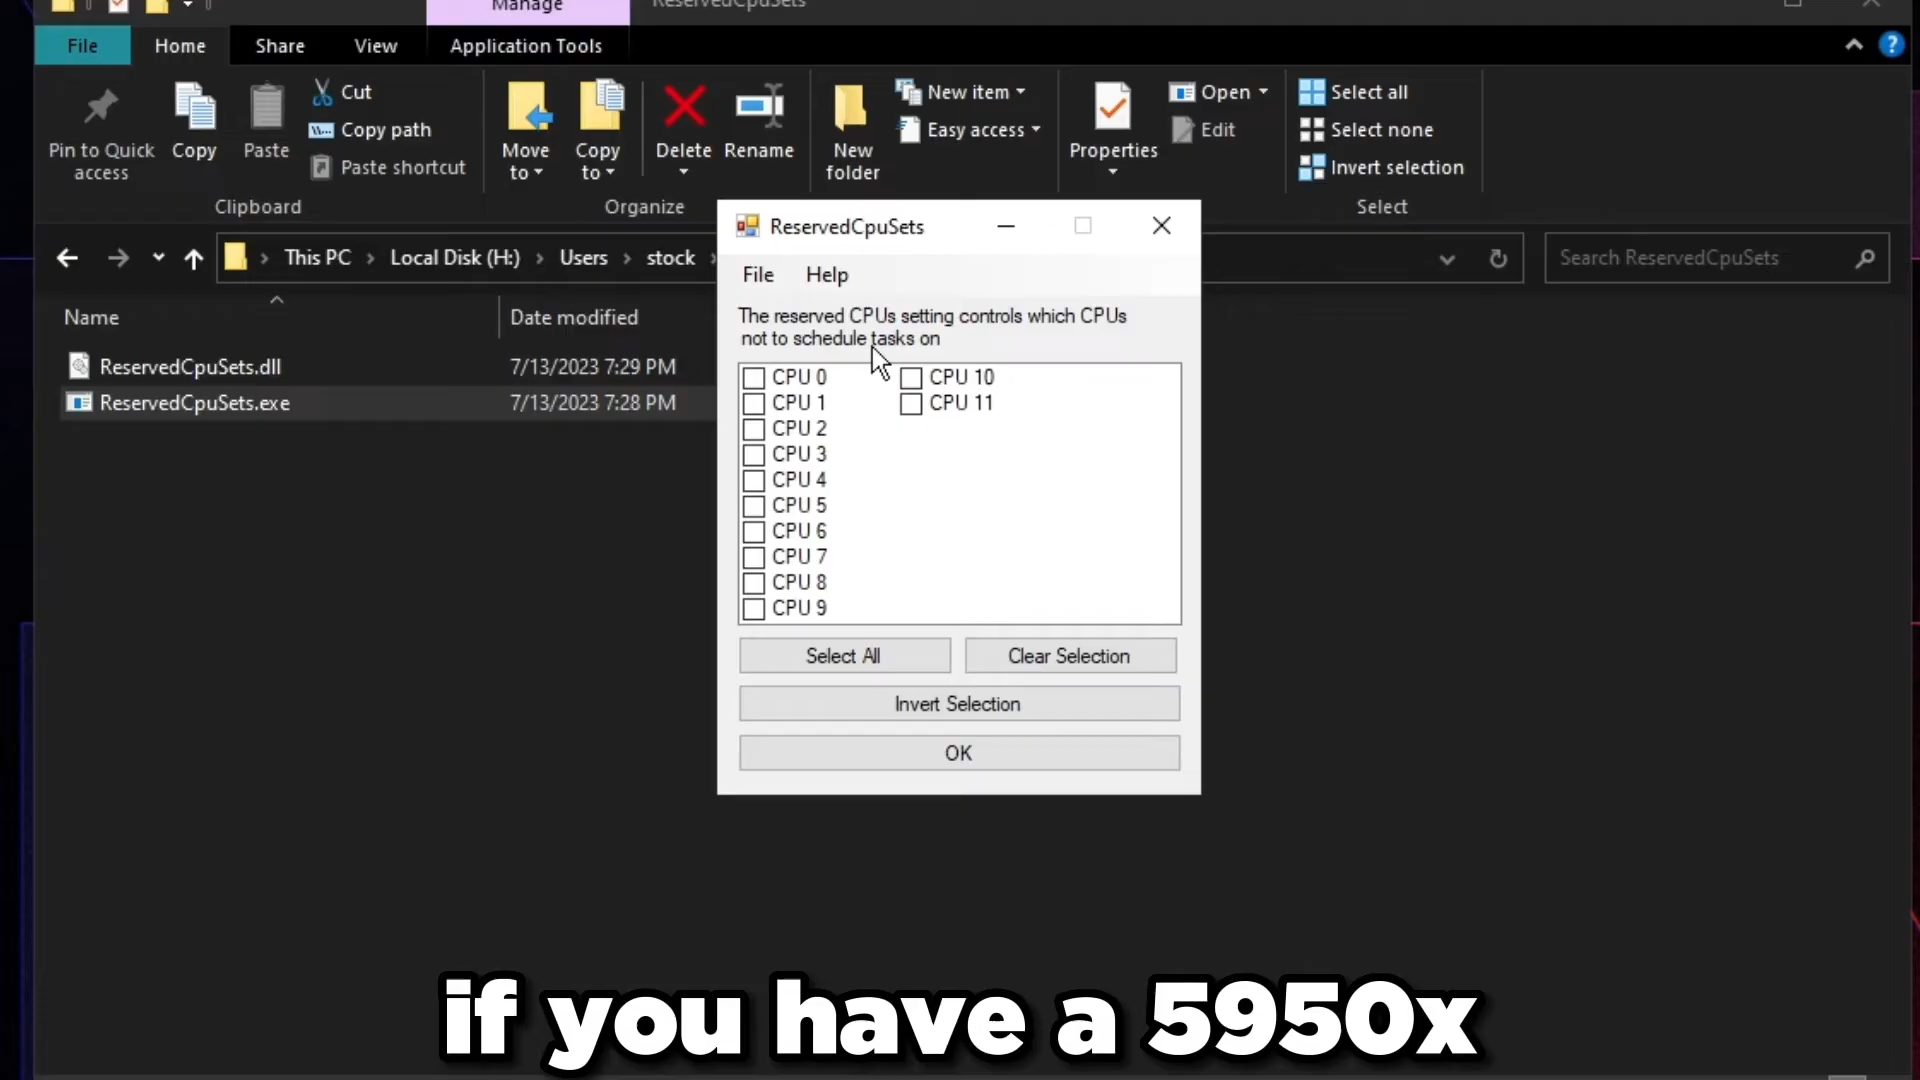 Manage
ReservedCpuSets
File
Home
Share
View
Application Tools
Pin to Quick
access
Copy
Paste
Cut
Copy path
Paste shortcut
Move
to
Copy
to
Delete
Rename
New
folder
New item
Easy access
Properties
Open
Edit
Select all
Select none
Invert selection
Clipboard
Organize
Select
This PC
Local Disk (H:)
Users
stock
Search ReservedCpuSets
Name
Date modified
ReservedCpuSets.dll
7/13/2023 7:29 PM
ReservedCpuSets.exe
7/13/2023 7:28 PM
ReservedCpuSets
File
Help
The reserved CPUs setting controls which CPUs
not to schedule tasks on
CPU 0
CPU 1
CPU 2
CPU 3
CPU 4
CPU 5
CPU 6
CPU 7
CPU 8
CPU 9
CPU 10
CPU 11
Select All
Clear Selection
Invert Selection
OK
if you have a 5950x